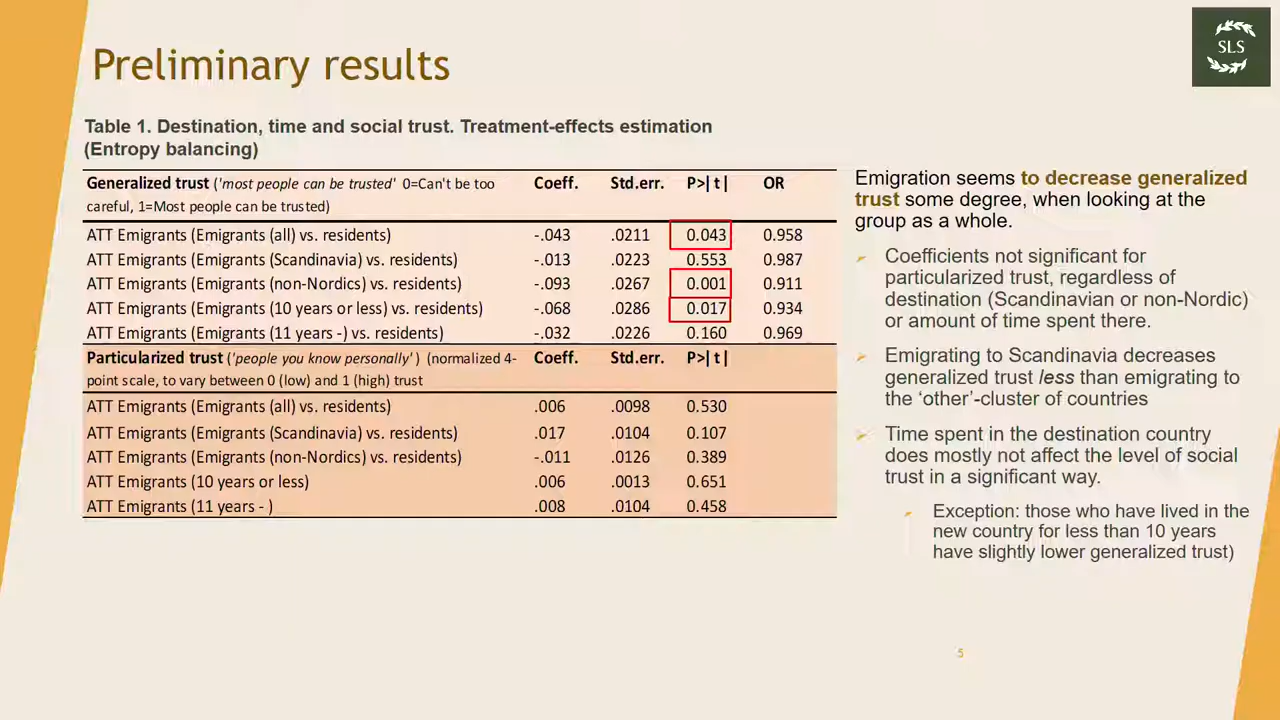 SLS
Preliminary results
Table 1. Destination, time and social trust. Treatment-effects estimation
(Entropy balancing)
Generalized trust ('most people can be trusted' 0=Can't be too Coeff. Std.err. P>|t| OR
careful, 1=Most people can be trusted)
ATT Emigrants (Emigrants (all) vs. residents) -.043 .0211 0.043 0.958
ATT Emigrants (Emigrants (Scandinavia) vs. residents) -.013 .0223 0.553 0.987
ATT Emigrants (Emigrants (non-Nordics) vs. residents) -.093 .0267 0.001 0.911
ATT Emigrants (Emigrants (10 years or less) vs. residents) -.068 .0286 0.017 0.934
ATT Emigrants (Emigrants (11 years -) vs. residents) -.032 .0226 0.160 0.969
Particularized trust ('people you know personally') (normalized 4- Coeff. Std.err. P>|t|
point scale, to vary between 0 (low) and 1 (high) trust
ATT Emigrants (Emigrants (all) vs. residents) .006 .0098 0.530
ATT Emigrants (Emigrants (Scandinavia) vs. residents) .017 .0104 0.107
ATT Emigrants (Emigrants (non-Nordics) vs. residents) -.011 .0126 0.389
ATT Emigrants (10 years or less) .006 .0013 0.651
ATT Emigrants (11 years - ) .008 .0104 0.458
Emigration seems to decrease generalized
trust some degree, when looking at the
group as a whole.
Coefficients not significant for
particularized trust, regardless of
destination (Scandinavian or non-Nordic)
or amount of time spent there.
Emigrating to Scandinavia decreases
generalized trust less than emigrating to
the ‘other’-cluster of countries
Time spent in the destination country
does mostly not affect the level of social
trust in a significant way.
Exception: those who have lived in the
new country for less than 10 years
have slightly lower generalized trust)
5